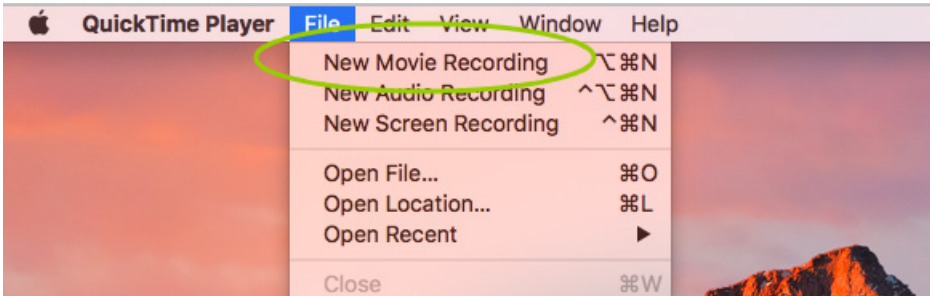 QuickTime Player File Edit View Window Help
New Movie Recording ⌥⌘N
New Audio Recording ^⌥⌘N
New Screen Recording ^⌘N
Open File... ⌘O
Open Location... ⌘L
Open Recent ▶
Close ⌘W